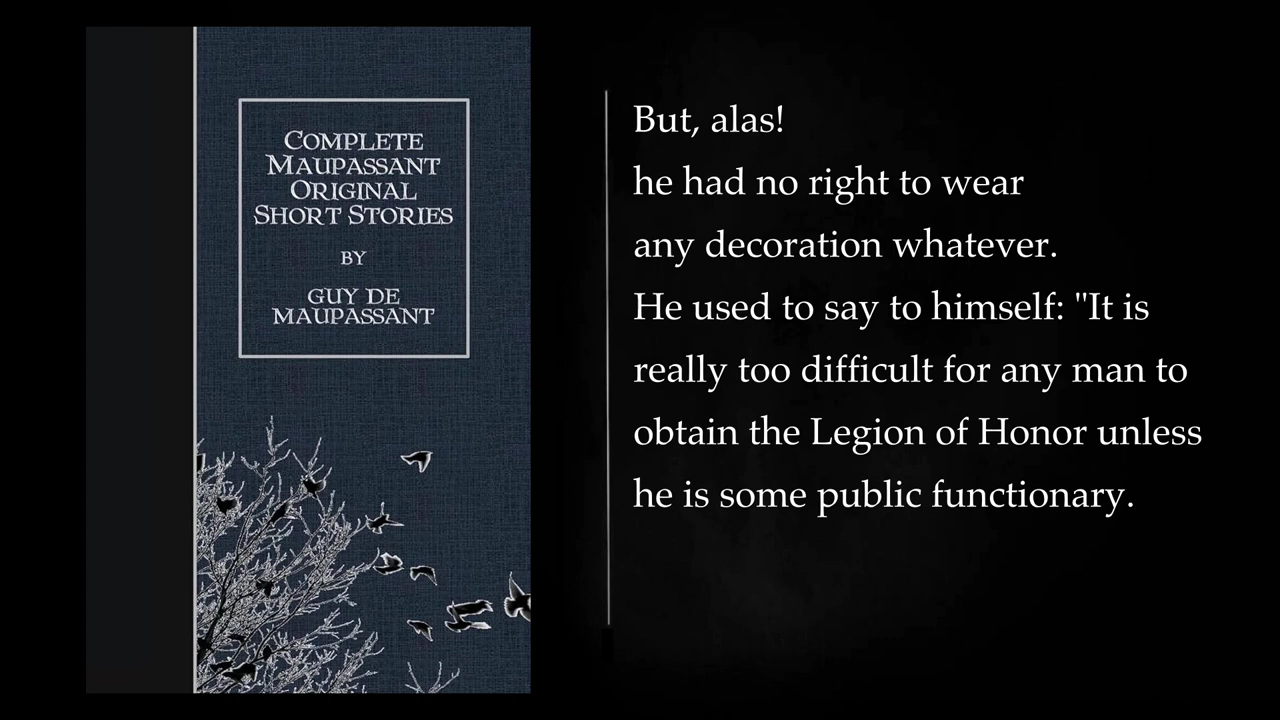 COMPLETE
MAUPASSANT
ORIGINAL
SHORT STORIES
BY
GUY DE
MAUPASSANT
But, alas!
he had no right to wear
any decoration whatever.
He used to say to himself: "It is
really too difficult for any man to
obtain the Legion of Honor unless
he is some public functionary.